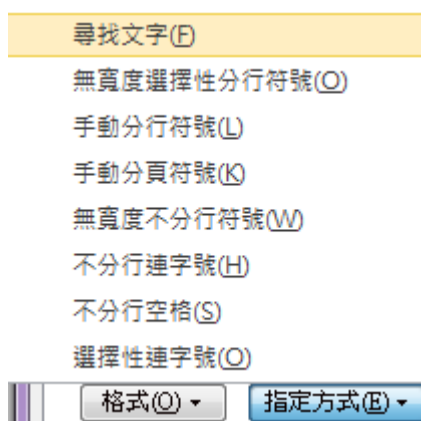 尋找文字(F)
無寬度選擇性分行符號(O)
手動分行符號(L)
手動分頁符號(K)
無寬度不分行符號(W)
不分行連字號(H)
不分行空格(S)
選擇性連字號(O)
格式(O) 指定方式(E)